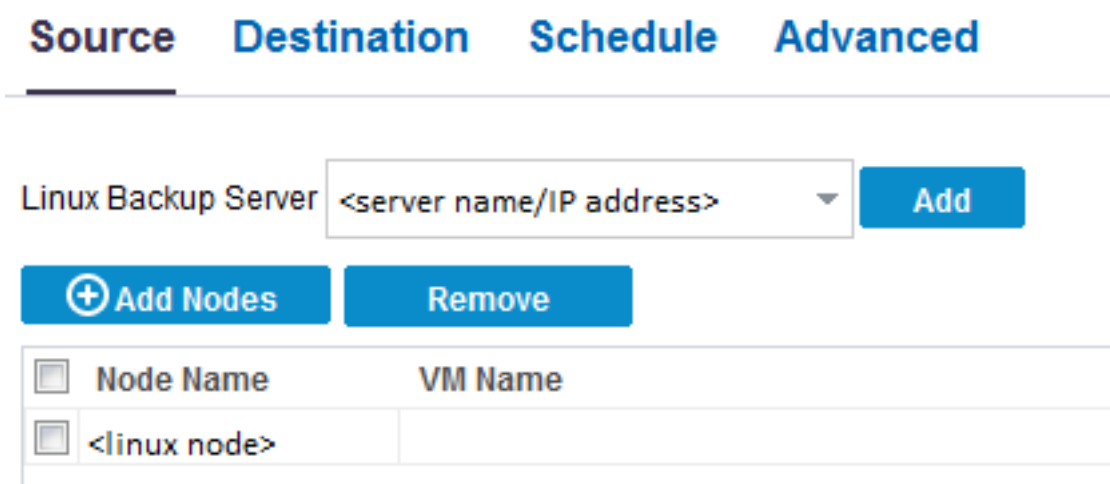 Source Destination Schedule Advanced
Linux Backup Server <server name/IP address> Add
Add Nodes Remove
Node Name VM Name
<linux node>